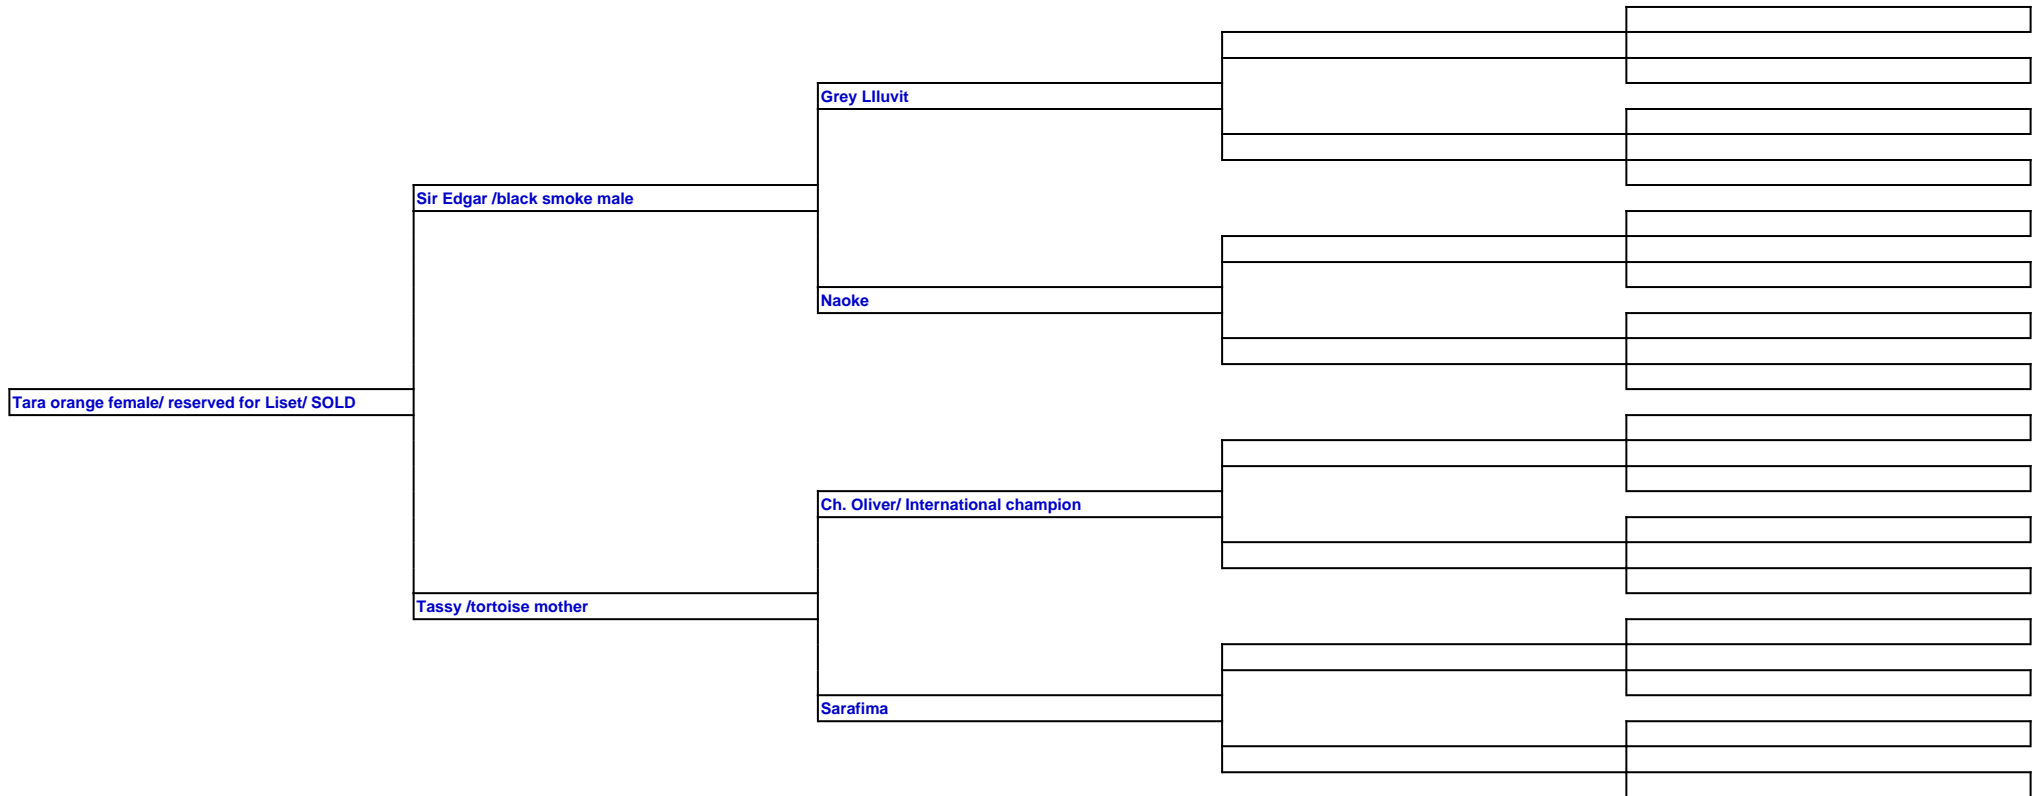 Grey LIluvit
Sir Edgar /black smoke male
Naoke
Tara orange female/ reserved for Liset/ SOLD
Ch. Oliver/ International champion
Tassy /tortoise mother
Sarafima